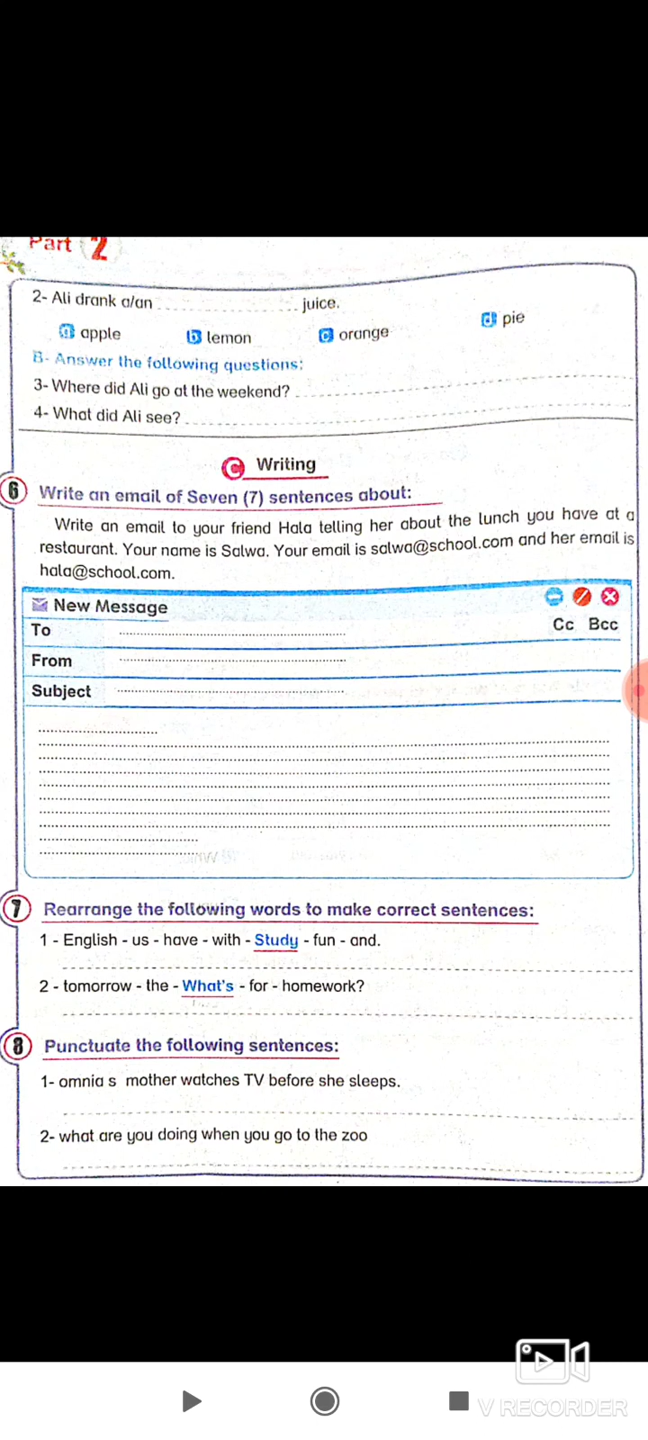 Part 2
2- Ali drank a/an ................ juice.
a apple b lemon c orange d pie
B- Answer the following questions:
3- Where did Ali go at the weekend?
4- What did Ali see?
C Writing
6 Write an email of Seven (7) sentences about:
Write an email to your friend Hala telling her about the lunch you have at a
restaurant. Your name is Salwa. Your email is salwa@school.com and her email is
hala@school.com.
New Message
To Cc Bcc
From
Subject
7 Rearrange the following words to make correct sentences:
1 - English - us - have - with - Study - fun - and.
2 - tomorrow - the - What's - for - homework?
8 Punctuate the following sentences:
1- omnia s mother watches TV before she sleeps.
2- what are you doing when you go to the zoo
V RECORDER